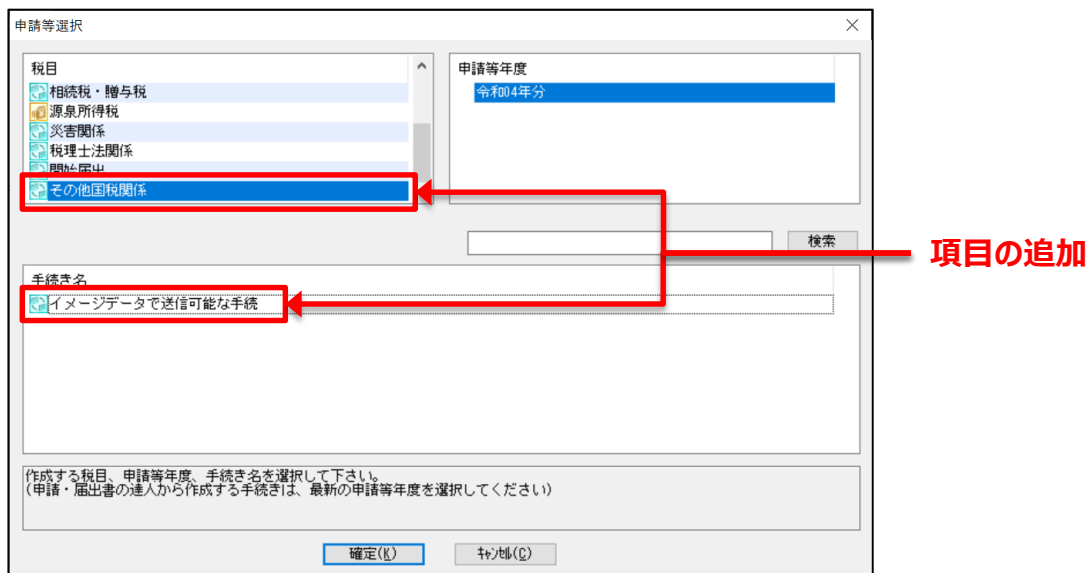 申請等選択
税目
相続税・贈与税
源泉所得税
災害関係
税理士法関係
開始届出
その他国税関係
申請等年度
令和04年分
検索
項目の追加
手続き名
イメージデータで送信可能な手続
作成する税目、申請等年度、手続き名を選択して下さい。
(申請・届出書の達人から作成する手続きは、最新の申請等年度を選択してください)
確定(K)
ｷｬﾝｾﾙ(C)